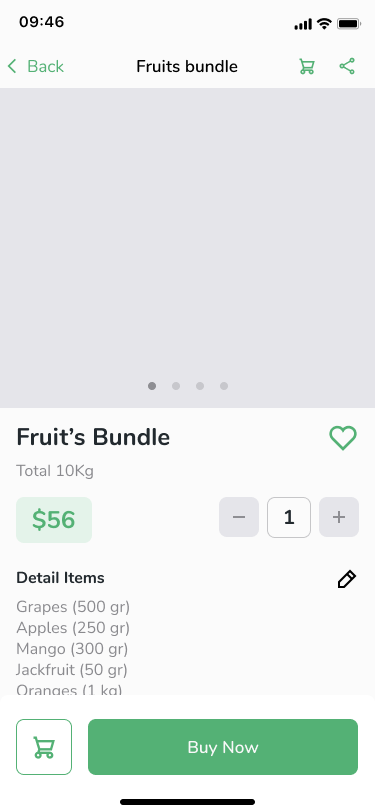 09:46
Back
Fruits bundle
Fruit’s Bundle
Total 10Kg
$56
− 1 +
Detail Items
Grapes (500 gr)
Apples (250 gr)
Mango (300 gr)
Jackfruit (50 gr)
Oranges (1 kg)
Buy Now